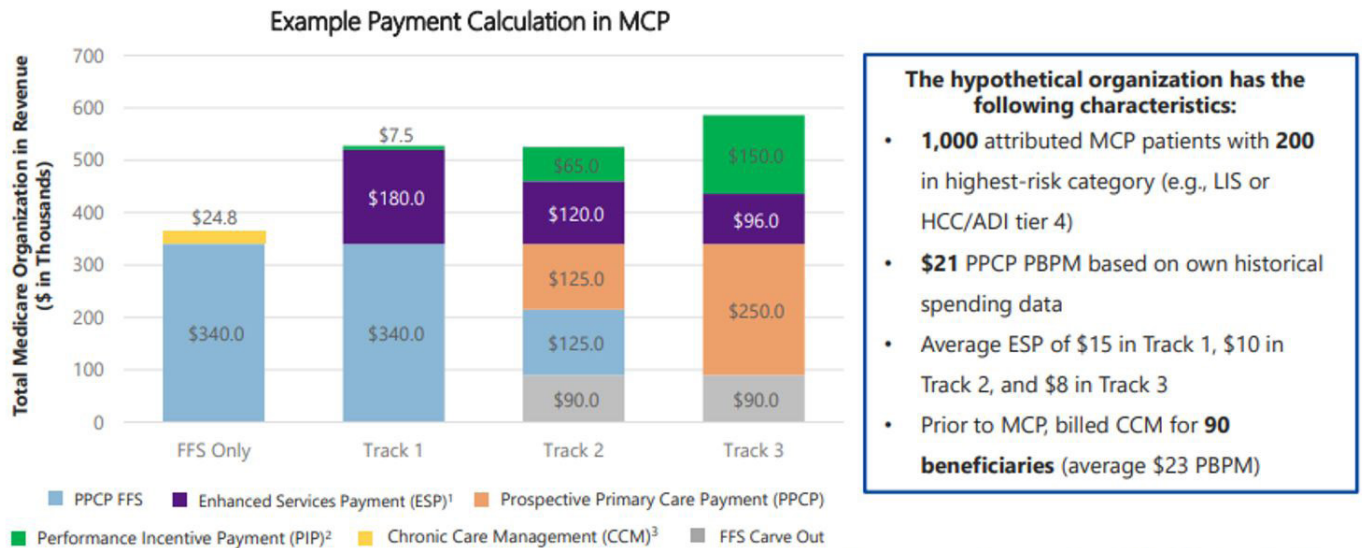 Example Payment Calculation in MCP
Total Medicare Organization in Revenue
($ in Thousands)
700
600
500
400
300
200
100
0
$24.8
$340.0
$7.5
$180.0
$340.0
$65.0
$120.0
$125.0
$125.0
$90.0
$150.0
$96.0
$250.0
$90.0
FFS Only
Track 1
Track 2
Track 3
PPCP FFS
Enhanced Services Payment (ESP)¹
Prospective Primary Care Payment (PPCP)
Performance Incentive Payment (PIP)²
Chronic Care Management (CCM)³
FFS Carve Out
The hypothetical organization has the
following characteristics:
• 1,000 attributed MCP patients with 200
in highest-risk category (e.g., LIS or
HCC/ADI tier 4)
• $21 PPCP PBPM based on own historical
spending data
• Average ESP of $15 in Track 1, $10 in
Track 2, and $8 in Track 3
• Prior to MCP, billed CCM for 90
beneficiaries (average $23 PBPM)